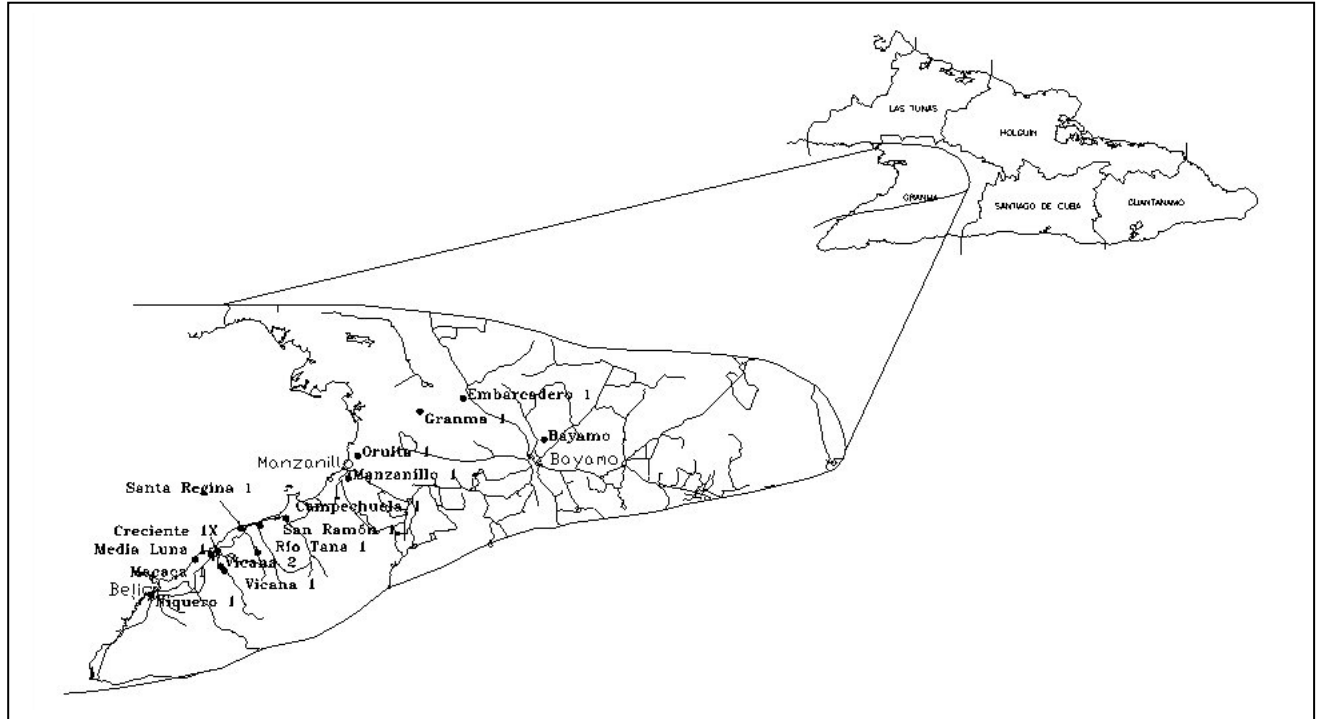 LAS TUNAS
HOLGUIN
GRANMA
SANTIAGO DE CUBA
GUANTANAMO
Embarcadero 1
Granma 1
Bayamo
Oruita 1
Manzanill
Bayamo
Manzanillo 1
Santa Regina 1
Campechuela 1
Creciente 1X
San Ramón 1
Media Luna 1
Río Tana 1
Macaca 1
Vicana 2
Vicana 1
Belic
Niquero 1